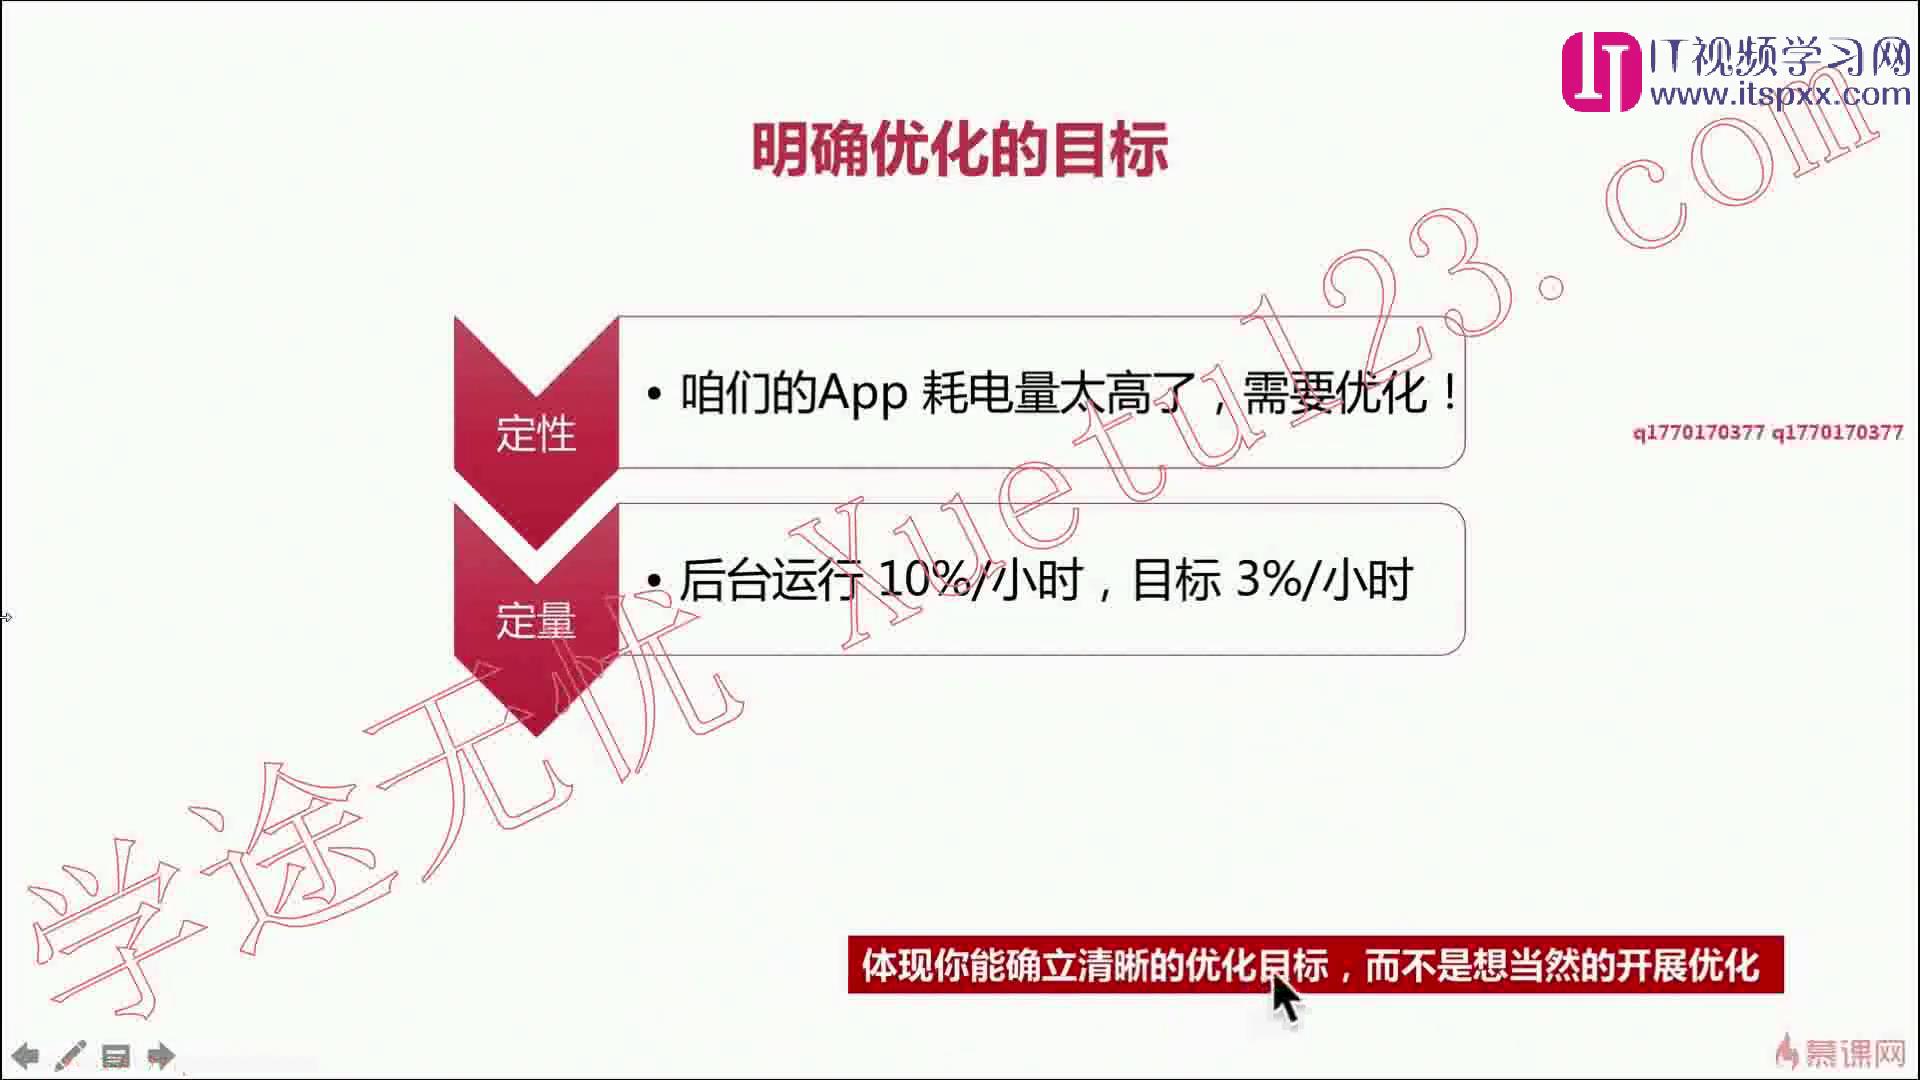 IT视频学习网
www.itspxx.com
明确优化的目标
定性
• 咱们的App 耗电量太高了，需要优化！
q1770170377 q1770170377
定量
• 后台运行 10%/小时，目标 3%/小时
学途无忧 Xuetu123.com
体现你能确立清晰的优化目标，而不是想当然的开展优化
慕课网